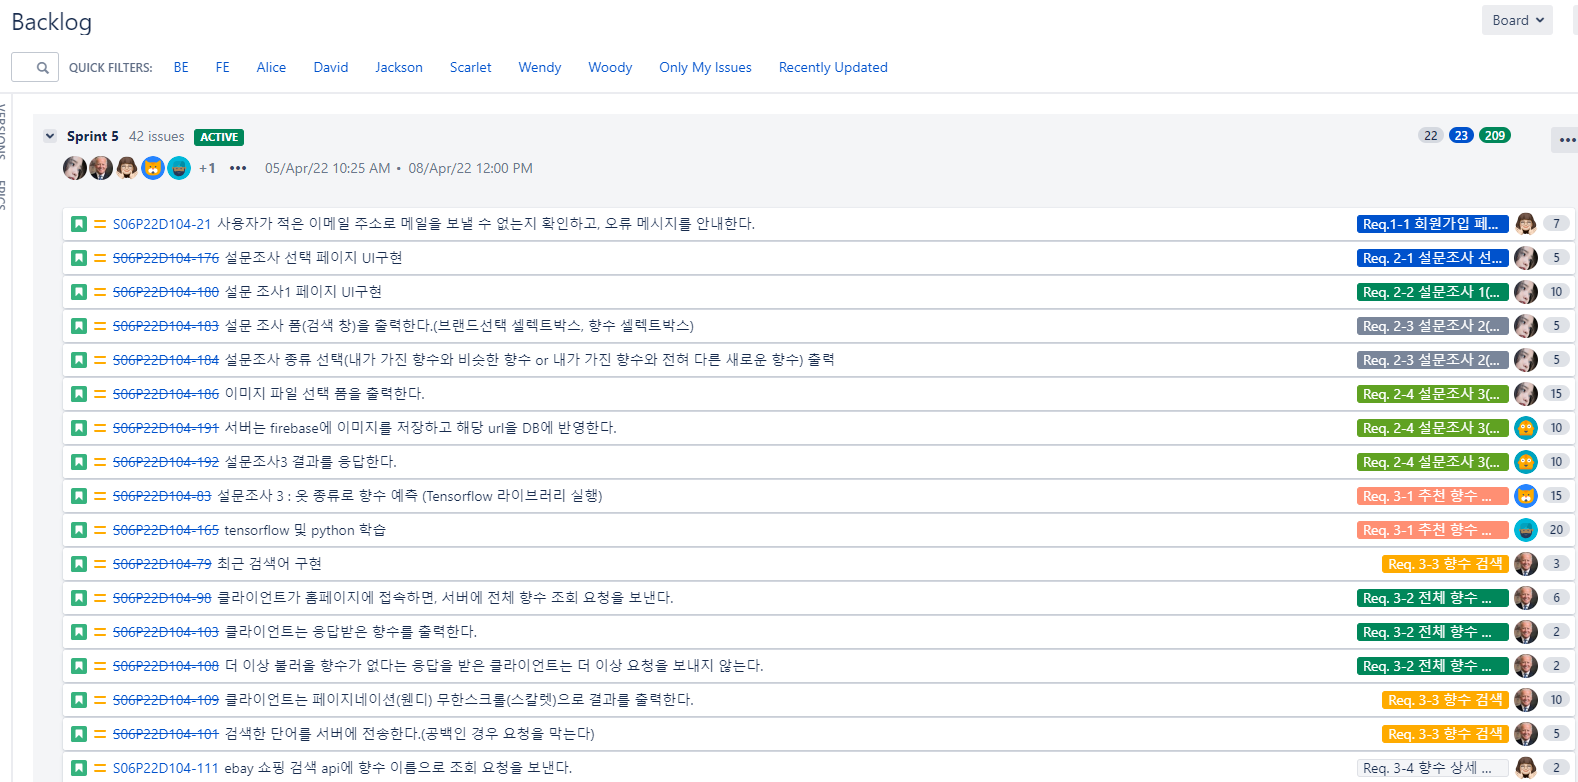 Backlog
Board
QUICK FILTERS: BE FE Alice David Jackson Scarlet Wendy Woody Only My Issues Recently Updated
VERSIONS
EPICS
Sprint 5 42 issues ACTIVE 22 23 209
+1 ••• 05/Apr/22 10:25 AM • 08/Apr/22 12:00 PM
S06P22D104-21 사용자가 적은 이메일 주소로 메일을 보낼 수 없는지 확인하고, 오류 메시지를 안내한다. Req.1-1 회원가입 페... 7
S06P22D104-176 설문조사 선택 페이지 UI구현 Req. 2-1 설문조사 선... 5
S06P22D104-180 설문 조사1 페이지 UI구현 Req. 2-2 설문조사 1(... 10
S06P22D104-183 설문 조사 폼(검색 창)을 출력한다.(브랜드선택 셀렉트박스, 향수 셀렉트박스) Req. 2-3 설문조사 2(... 5
S06P22D104-184 설문조사 종류 선택(내가 가진 향수와 비슷한 향수 or 내가 가진 향수와 전혀 다른 새로운 향수) 출력 Req. 2-3 설문조사 2(... 5
S06P22D104-186 이미지 파일 선택 폼을 출력한다. Req. 2-4 설문조사 3(... 15
S06P22D104-191 서버는 firebase에 이미지를 저장하고 해당 url을 DB에 반영한다. Req. 2-4 설문조사 3(... 10
S06P22D104-192 설문조사3 결과를 응답한다. Req. 2-4 설문조사 3(... 10
S06P22D104-83 설문조사 3 : 옷 종류로 향수 예측 (Tensorflow 라이브러리 실행) Req. 3-1 추천 향수 ... 15
S06P22D104-165 tensorflow 및 python 학습 Req. 3-1 추천 향수 ... 20
S06P22D104-79 최근 검색어 구현 Req. 3-3 향수 검색 3
S06P22D104-98 클라이언트가 홈페이지에 접속하면, 서버에 전체 향수 조회 요청을 보낸다. Req. 3-2 전체 향수 ... 6
S06P22D104-103 클라이언트는 응답받은 향수를 출력한다. Req. 3-2 전체 향수 ... 2
S06P22D104-108 더 이상 불러올 향수가 없다는 응답을 받은 클라이언트는 더 이상 요청을 보내지 않는다. Req. 3-2 전체 향수 ... 2
S06P22D104-109 클라이언트는 페이지네이션(웬디) 무한스크롤(스칼렛)으로 결과를 출력한다. Req. 3-3 향수 검색 10
S06P22D104-101 검색한 단어를 서버에 전송한다.(공백인 경우 요청을 막는다) Req. 3-3 향수 검색 5
S06P22D104-111 ebay 쇼핑 검색 api에 향수 이름으로 조회 요청을 보낸다. Req. 3-4 향수 상세 ... 2